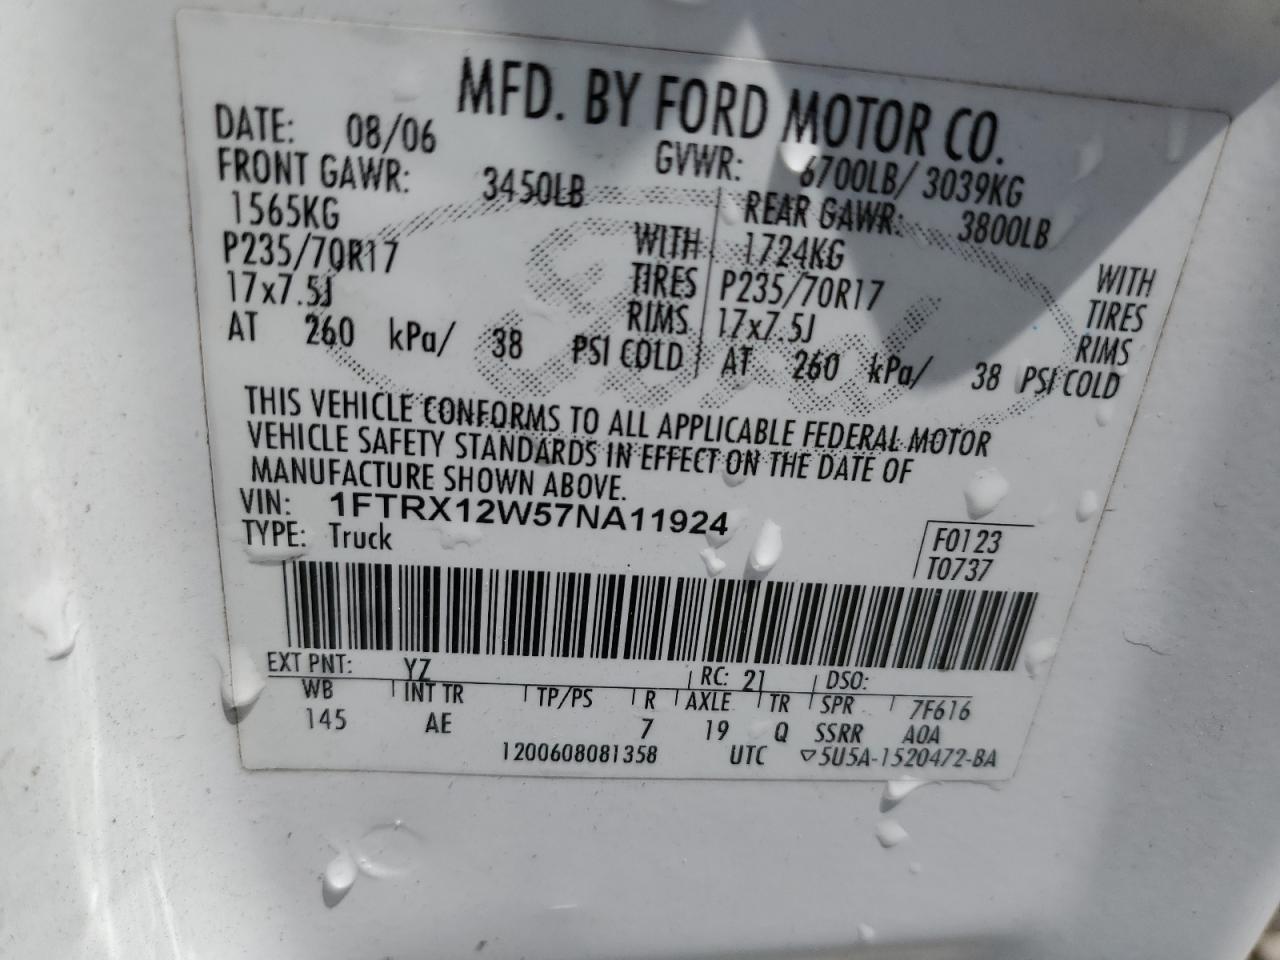 MFD. BY FORD MOTOR CO.
DATE: 08/06 GVWR: 6700LB/ 3039KG
FRONT GAWR: 3450LB REAR GAWR: 3800LB
1565KG WITH 1724KG WITH
P235/70R17 TIRES P235/70R17 TIRES
17x7.5J RIMS 17x7.5J RIMS
AT 260 kPa/ 38 PSI COLD AT 260 kPa/ 38 PSI COLD
THIS VEHICLE CONFORMS TO ALL APPLICABLE FEDERAL MOTOR
VEHICLE SAFETY STANDARDS IN EFFECT ON THE DATE OF
MANUFACTURE SHOWN ABOVE.
VIN: 1FTRX12W57NA11924
TYPE: Truck
F0123
T0737
EXT PNT: YZ RC: 21 DSO:
WB INT TR TP/PS R AXLE TR SPR 7F616
145 AE 7 19 Q SSRR A0A
1200608081358 UTC ▽5U5A-1520472-BA